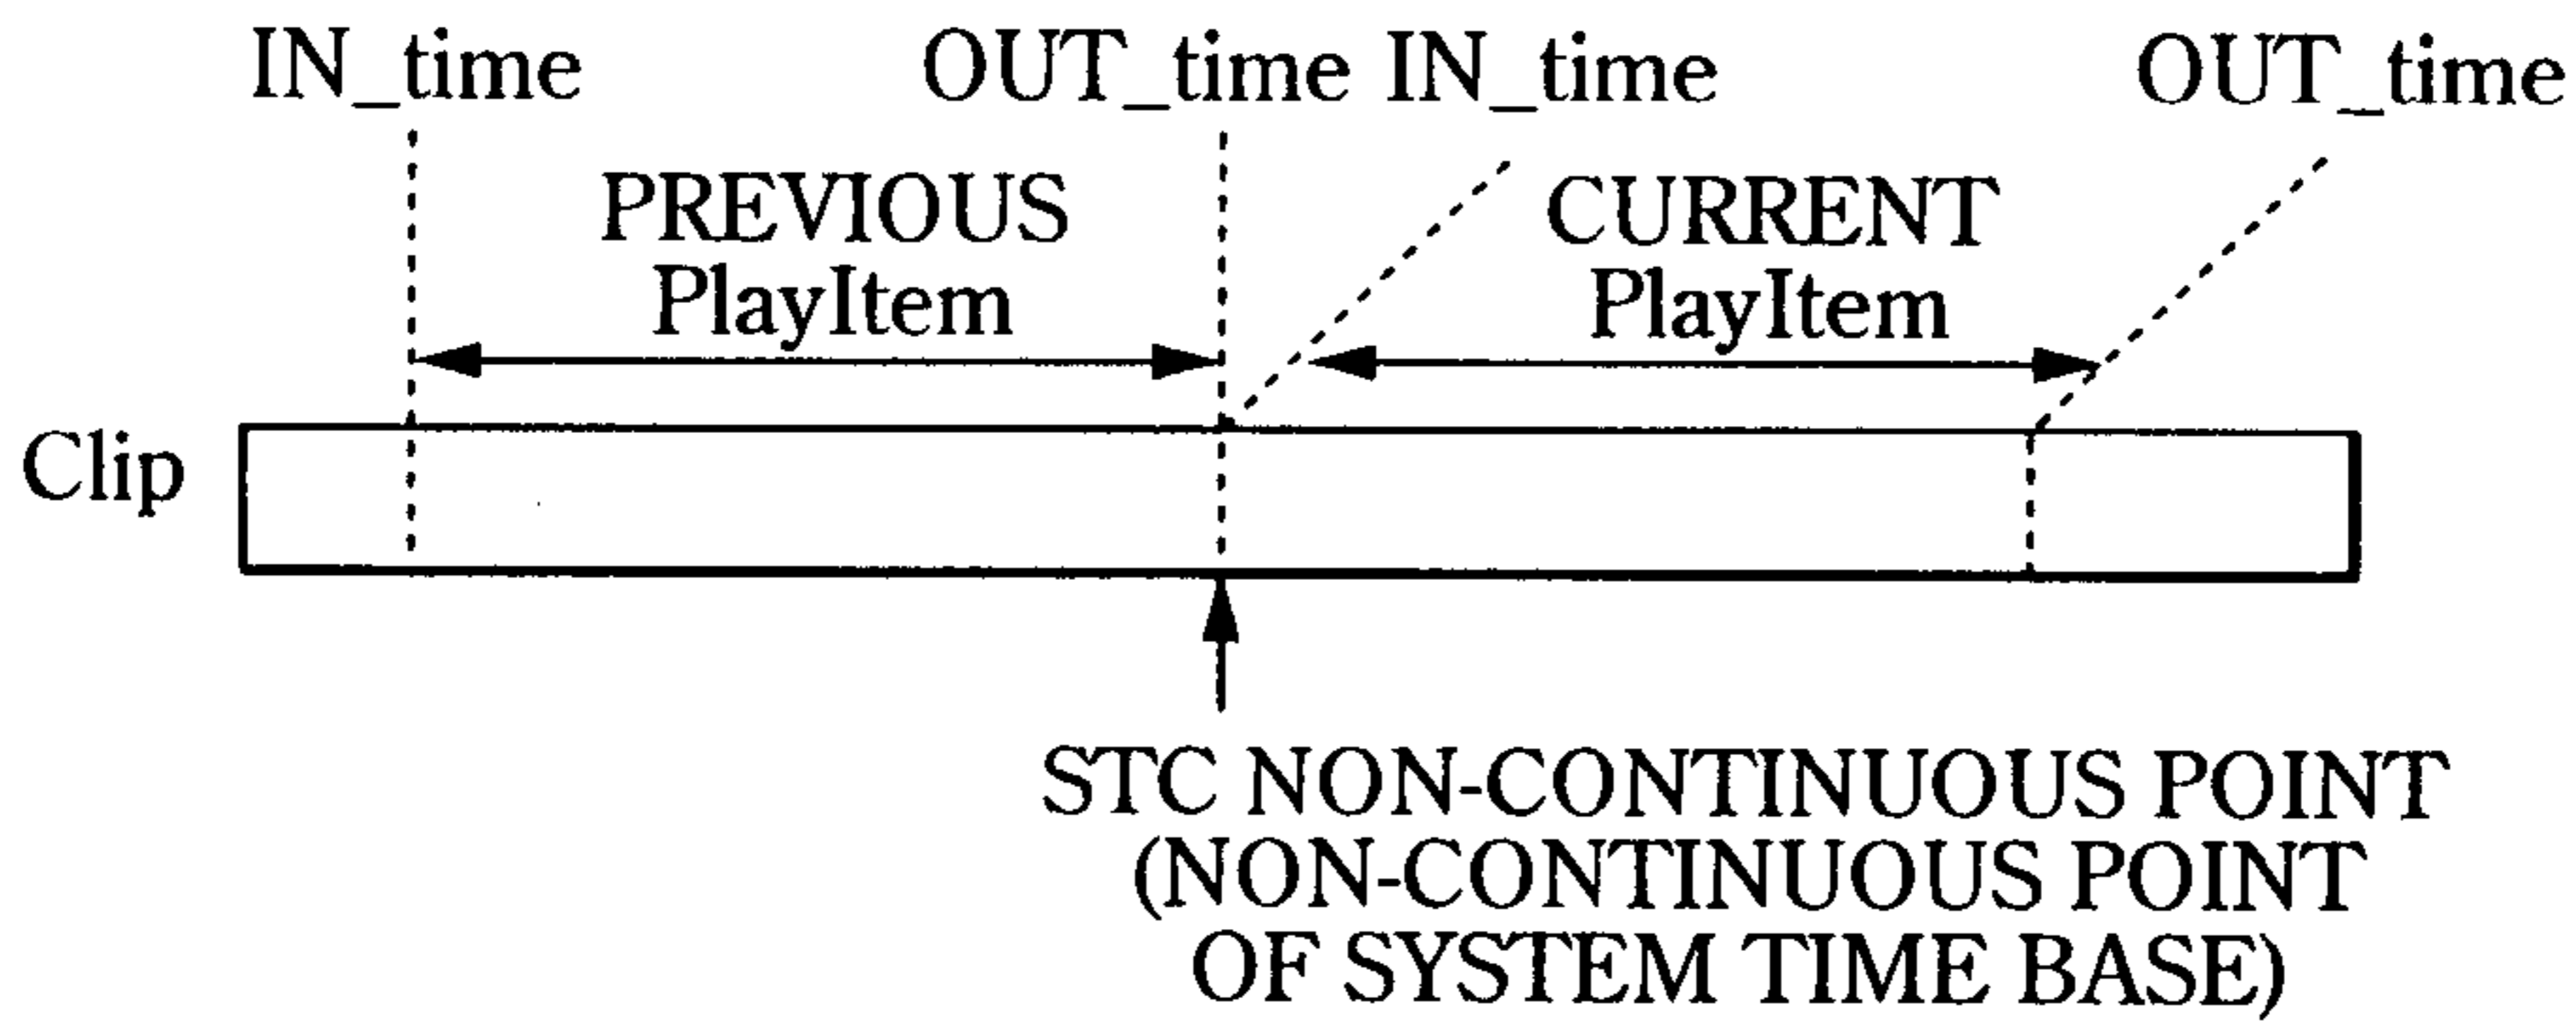 IN_time OUT_time IN_time OUT_time
PREVIOUS
PlayItem
CURRENT
PlayItem
Clip
STC NON-CONTINUOUS POINT
(NON-CONTINUOUS POINT
OF SYSTEM TIME BASE)